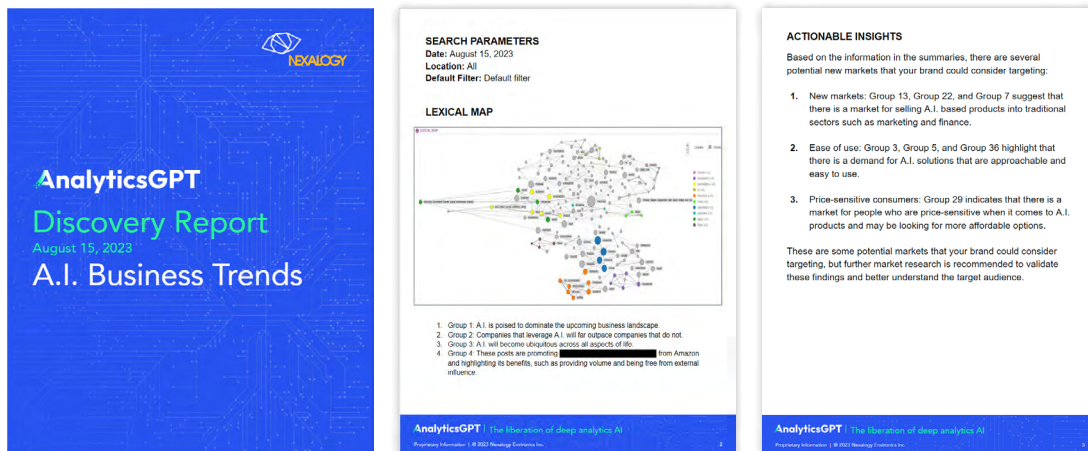 NEXALOGY
AnalyticsGPT
Discovery Report
August 15, 2023
A.I. Business Trends
SEARCH PARAMETERS
Date: August 15, 2023
Location: All
Default Filter: Default filter
LEXICAL MAP
LEXICAL MAP
1. Group 1: A.I. is poised to dominate the upcoming business landscape.
2. Group 2: Companies that leverage A.I. will far outpace companies that do not.
3. Group 3: A.I. will become ubiquitous across all aspects of life.
4. Group 4: These posts are promoting from Amazon
and highlighting its benefits, such as providing volume and being free from external
influence.
AnalyticsGPT | The liberation of deep analytics AI
Proprietary Information | © 2023 Nexalogy Environics Inc.
2
ACTIONABLE INSIGHTS
Based on the information in the summaries, there are several
potential new markets that your brand could consider targeting:
1. New markets: Group 13, Group 22, and Group 7 suggest that
there is a market for selling A.I. based products into traditional
sectors such as marketing and finance.
2. Ease of use: Group 3, Group 5, and Group 36 highlight that
there is a demand for A.I. solutions that are approachable and
easy to use.
3. Price-sensitive consumers: Group 29 indicates that there is a
market for people who are price-sensitive when it comes to A.I.
products and may be looking for more affordable options.
These are some potential markets that your brand could consider
targeting, but further market research is recommended to validate
these findings and better understand the target audience.
AnalyticsGPT | The liberation of deep analytics AI
Proprietary Information | © 2023 Nexalogy Environics Inc.
3